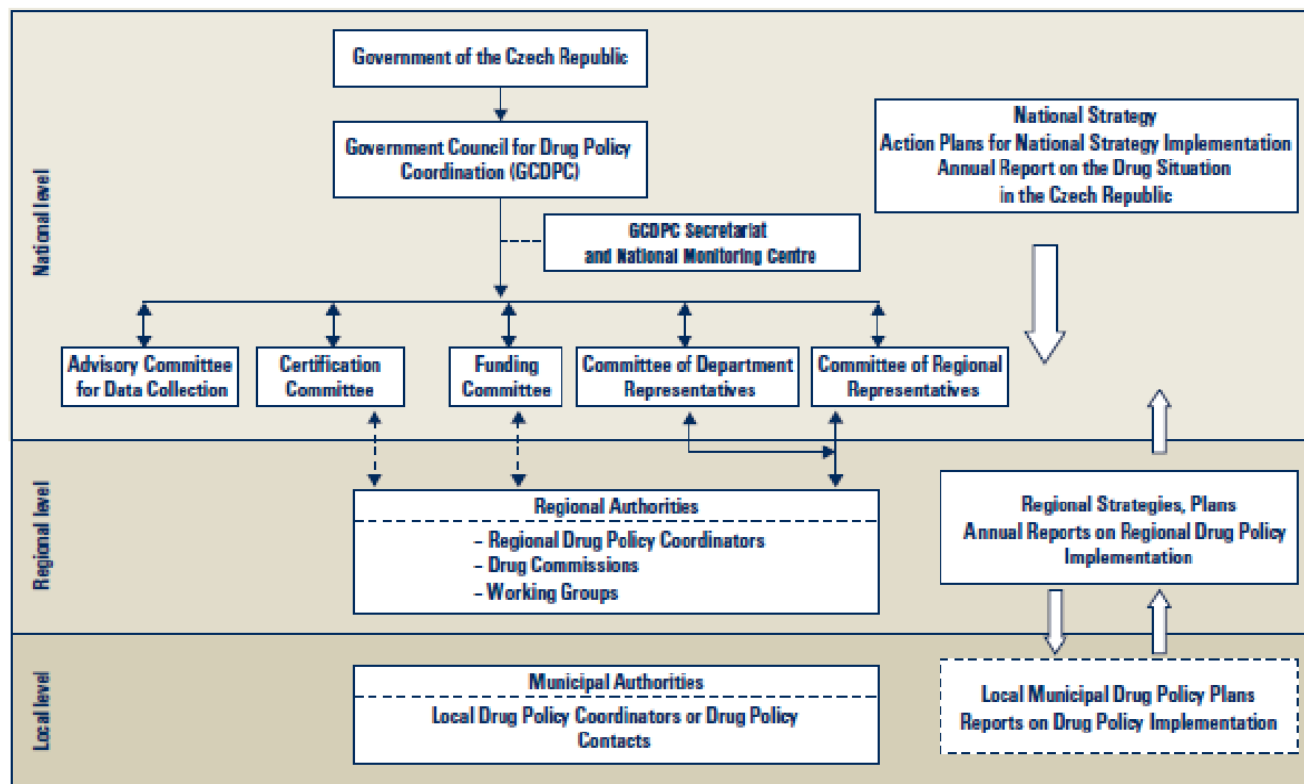 National level
Government of the Czech Republic
Government Council for Drug Policy
Coordination (GCDPC)
GCDPC Secretariat
and National Monitoring Centre
National Strategy
Action Plans for National Strategy Implementation
Annual Report on the Drug Situation
in the Czech Republic
Advisory Committee
for Data Collection
Certification
Committee
Funding
Committee
Committee of Department
Representatives
Committee of Regional
Representatives
Regional level
Regional Authorities
– Regional Drug Policy Coordinators
– Drug Commissions
– Working Groups
Regional Strategies, Plans
Annual Reports on Regional Drug Policy
Implementation
Local level
Municipal Authorities
Local Drug Policy Coordinators or Drug Policy
Contacts
Local Municipal Drug Policy Plans
Reports on Drug Policy Implementation